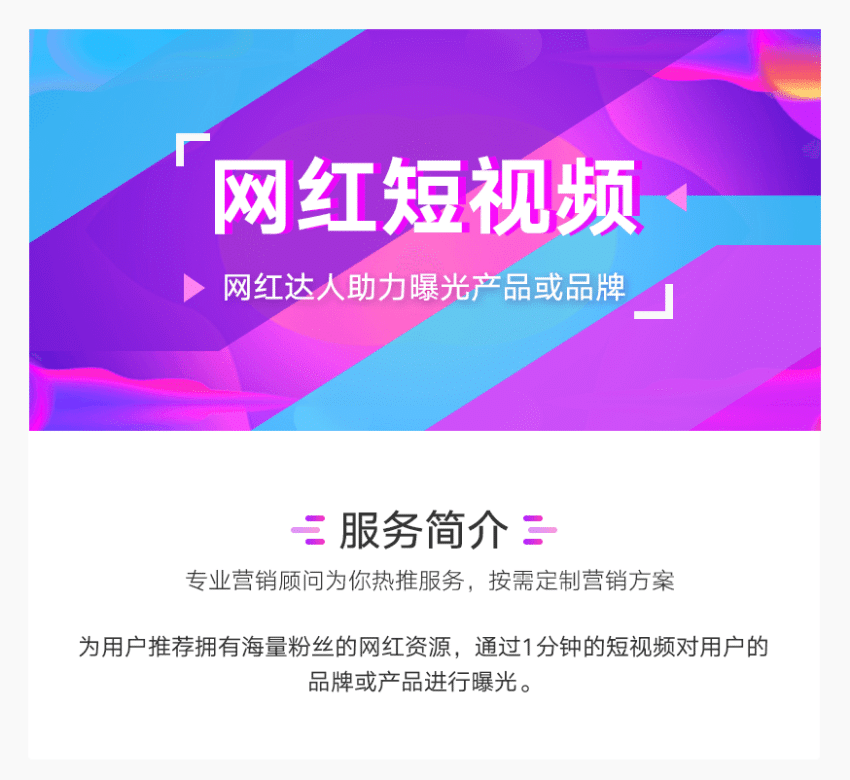 网红短视频
网红达人助力曝光产品或品牌
服务简介
专业营销顾问为你热推服务，按需定制营销方案
为用户推荐拥有海量粉丝的网红资源，通过1分钟的短视频对用户的
品牌或产品进行曝光。